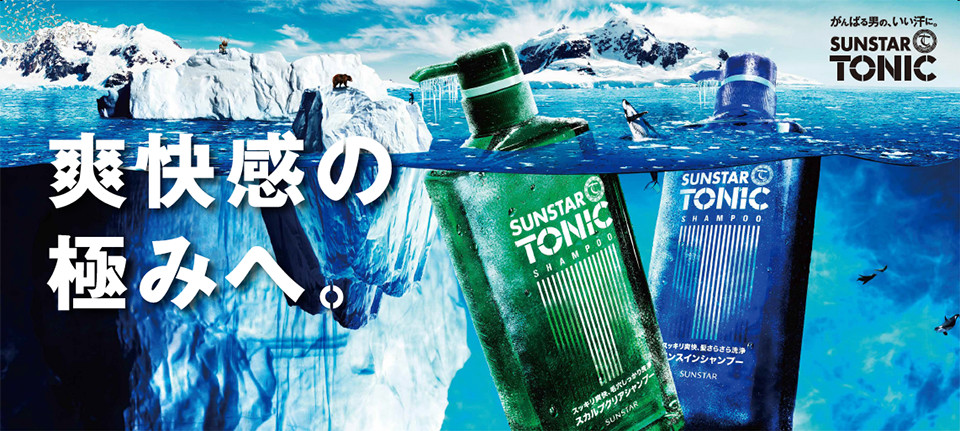 がんばる男の、いい汗に。
SUNSTAR
TONIC
爽快感の
極みへ。
SUNSTAR
TONIC
SHAMPOO
スッキリ爽快、毛穴しっかり洗浄
スカルプクリアシャンプー
SUNSTAR
SUNSTAR
TONIC
SHAMPOO
スッキリ爽快、髪さらさら洗浄
ンスインシャンプー
SUNSTAR